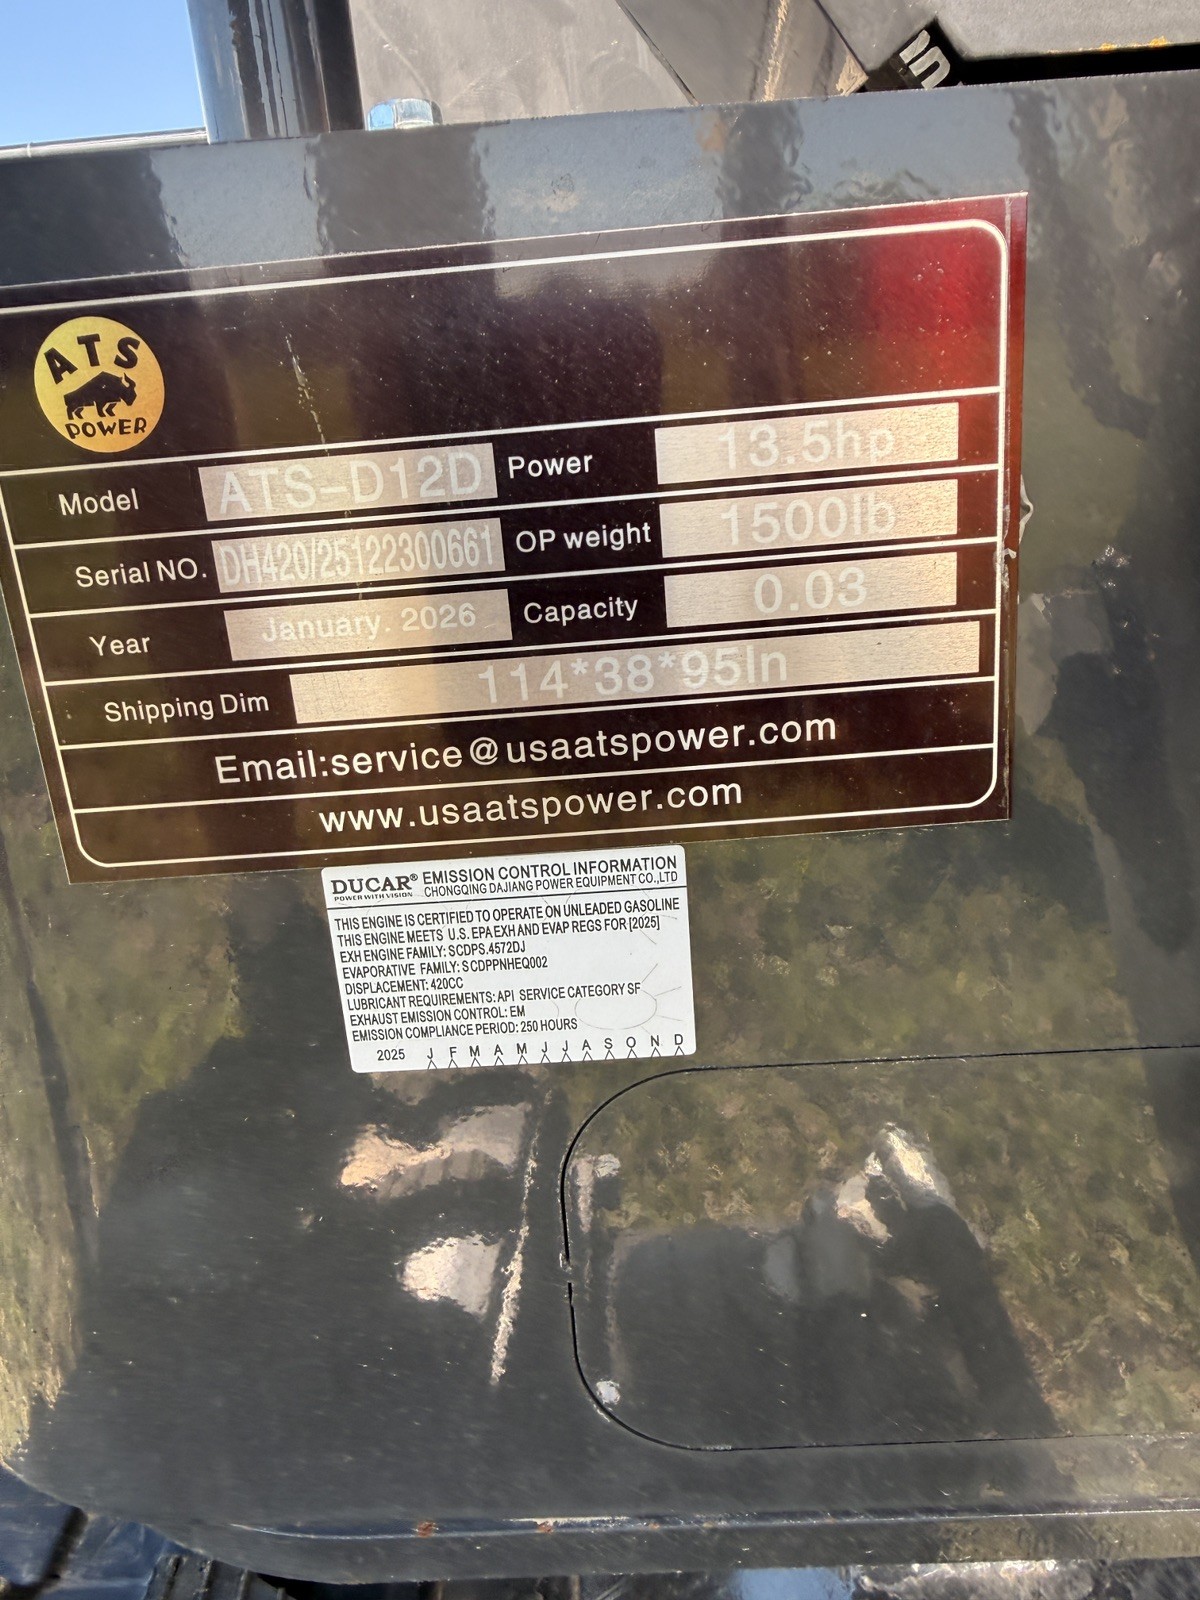 ATS
POWER
Model ATS-D12D Power 13.5hp
Serial NO. DH420/25122300661 OP weight 1500lb
Year January. 2026 Capacity 0.03
Shipping Dim 114*38*95In
Email:service@usaatspower.com
www.usaatspower.com
DUCAR® EMISSION CONTROL INFORMATION
POWER WITH VISION CHONGQING DAJIANG POWER EQUIPMENT CO.,LTD
THIS ENGINE IS CERTIFIED TO OPERATE ON UNLEADED GASOLINE
THIS ENGINE MEETS U.S. EPA EXH AND EVAP REGS FOR [2025]
EXH ENGINE FAMILY: SCDPS.4572DJ
EVAPORATIVE FAMILY: SCDPPNHEQ002
DISPLACEMENT: 420CC
LUBRICANT REQUIREMENTS: API SERVICE CATEGORY SF
EXHAUST EMISSION CONTROL: EM
EMISSION COMPLIANCE PERIOD: 250 HOURS
2025 J F M A M J J A S O N D